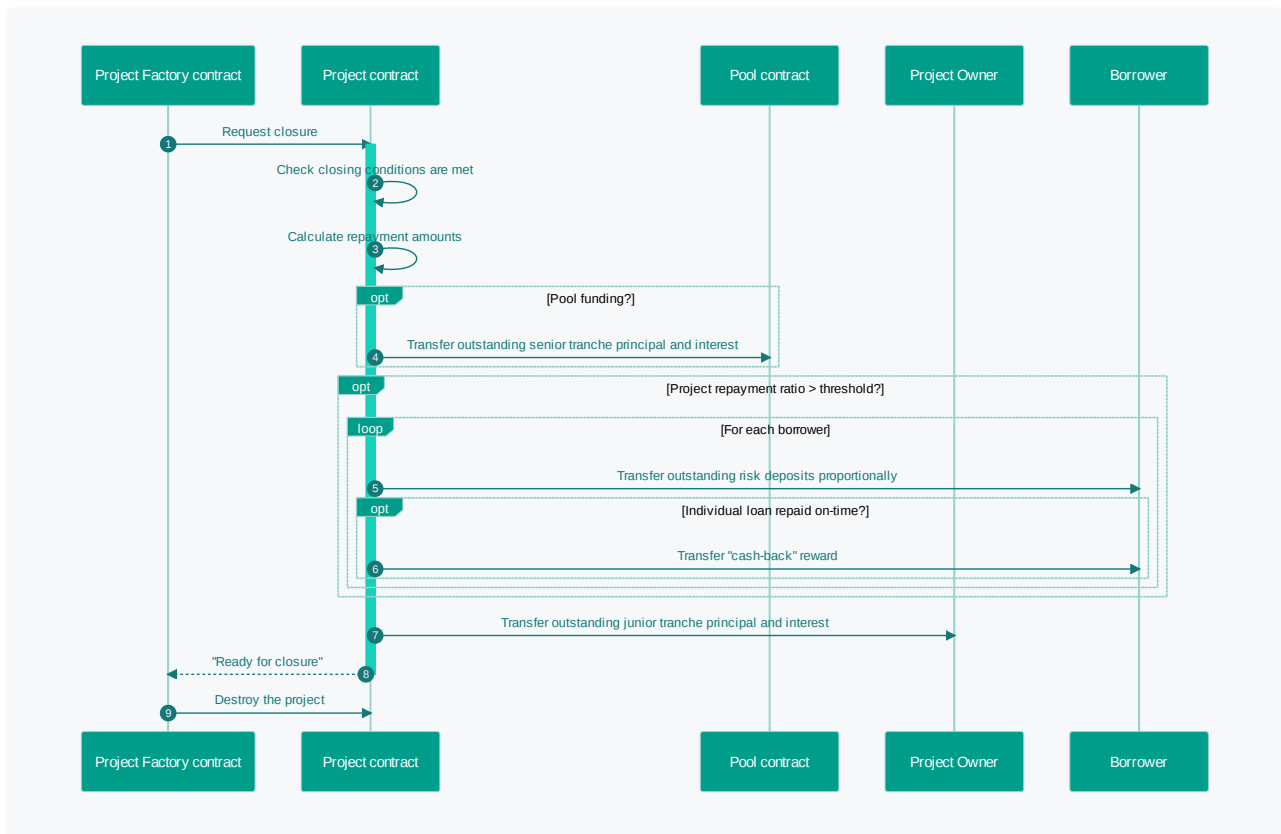 Project Factory contract
Project contract
Pool contract
Project Owner
Borrower
Request closure
1
Check closing conditions are met
2
Calculate repayment amounts
3
opt
[Pool funding?]
Transfer outstanding senior tranche principal and interest
4
opt
[Project repayment ratio > threshold?]
loop
[For each borrower]
Transfer outstanding risk deposits proportionally
5
opt
[Individual loan repaid on-time?]
Transfer "cash-back" reward
6
Transfer outstanding junior tranche principal and interest
7
"Ready for closure"
8
Destroy the project
9
Project Factory contract
Project contract
Pool contract
Project Owner
Borrower